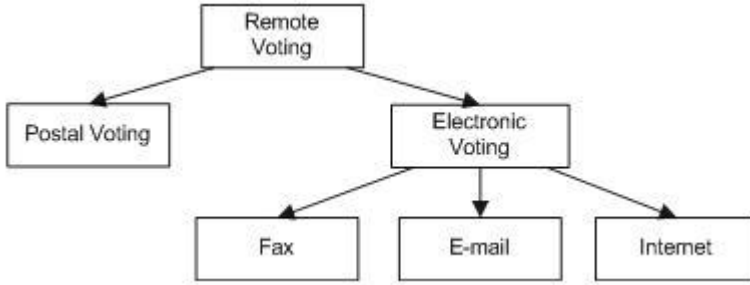 Remote
Voting
Postal Voting
Electronic
Voting
Fax
E-mail
Internet